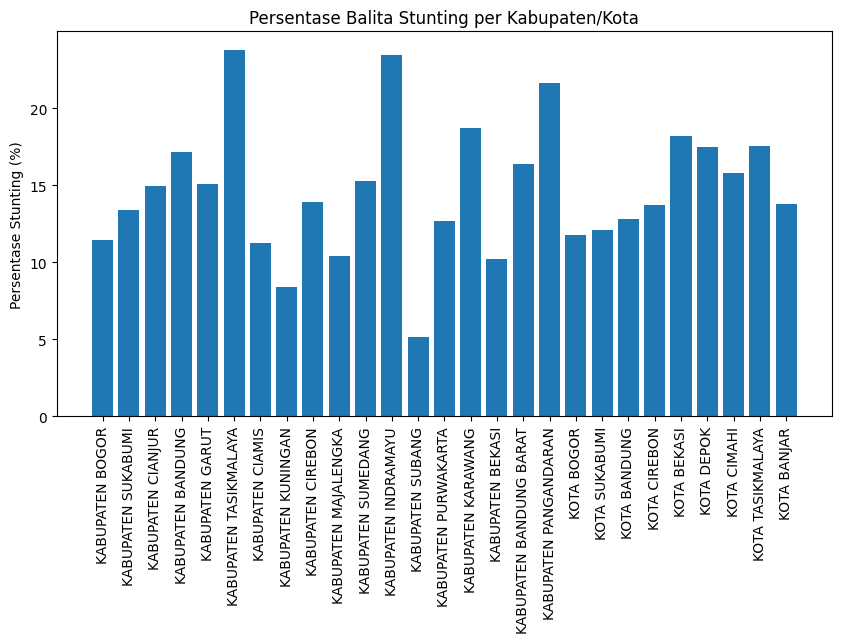 Persentase Balita Stunting per Kabupaten/Kota
Persentase Stunting (%)
20
15
10
5
0
KABUPATEN BOGOR
KABUPATEN SUKABUMI
KABUPATEN CIANJUR
KABUPATEN BANDUNG
KABUPATEN GARUT
KABUPATEN TASIKMALAYA
KABUPATEN CIAMIS
KABUPATEN KUNINGAN
KABUPATEN CIREBON
KABUPATEN MAJALENGKA
KABUPATEN SUMEDANG
KABUPATEN INDRAMAYU
KABUPATEN SUBANG
KABUPATEN PURWAKARTA
KABUPATEN KARAWANG
KABUPATEN BEKASI
KABUPATEN BANDUNG BARAT
KABUPATEN PANGANDARAN
KOTA BOGOR
KOTA SUKABUMI
KOTA BANDUNG
KOTA CIREBON
KOTA BEKASI
KOTA DEPOK
KOTA CIMAHI
KOTA TASIKMALAYA
KOTA BANJAR